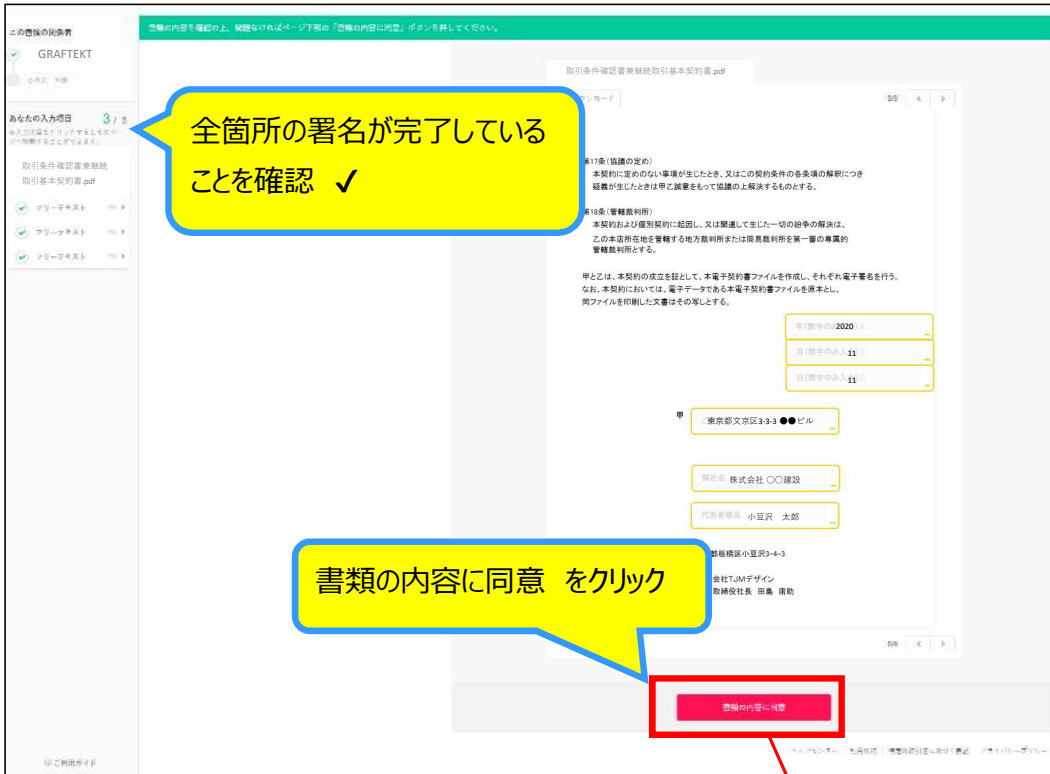 書類の内容を確認の上、問題なければページ下部の「書類の内容に同意」ボタンを押してください。
この書類の関係者
GRAFTEKT
あなたの入力項目 3 / 3
取引条件確認書兼継続
取引基本契約書.pdf
フリーテキスト
フリーテキスト
フリーテキスト
ご利用ガイド
全箇所の署名が完了している
ことを確認 ✓
取引条件確認書兼継続取引基本契約書.pdf
第17条(協議の定め)
本契約に定めのない事項が生じたとき、又はこの契約条件の各条項の解釈につき
疑義が生じたときは甲乙誠意をもって協議の上解決するものとする。
第18条(管轄裁判所)
本契約および個別契約に起因し、又は関連して生じた一切の紛争の解決は、
乙の本店所在地を管轄する地方裁判所または簡易裁判所を第一審の専属的
管轄裁判所とする。
甲と乙は、本契約の成立を証として、本電子契約書ファイルを作成し、それぞれ電子署名を行う。
なお、本契約においては、電子データである本電子契約書ファイルを原本とし、
同ファイルを印刷した文書はその写しとする。
年(数字のみ 2020
月(数字のみ入 11
日(数字のみ入 11
甲
東京都文京区3-3-3 ●●ビル
御社名 株式会社 〇〇建設
代表者様名 小豆沢 太郎
都板橋区小豆沢3-4-3
会社TJMデザイン
取締役社長 田島 庸助
書類の内容に同意 をクリック
書類の内容に同意